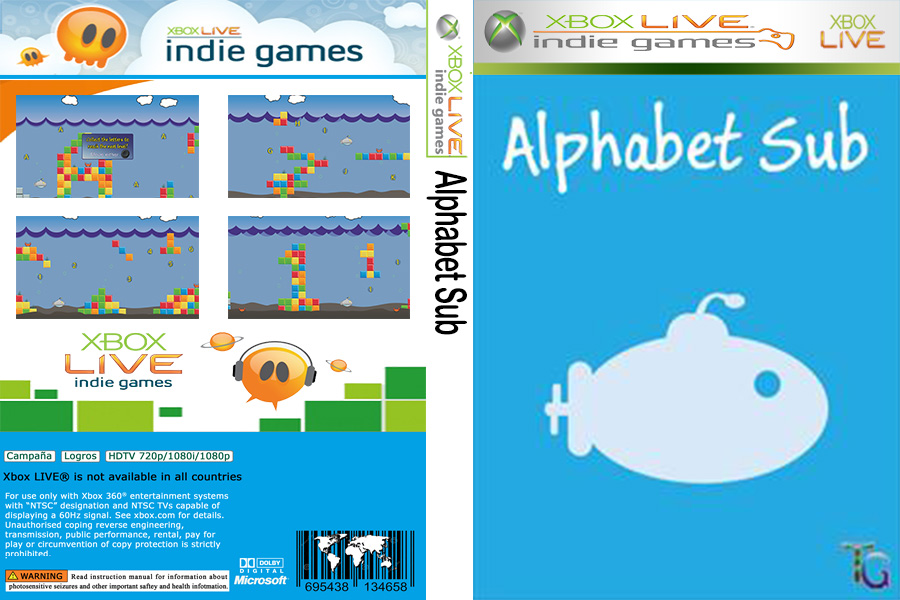 XBOX LIVE
indie games
Campaña Logros HDTV 720p/1080i/1080p
Xbox LIVE® is not available in all countries
For use only with Xbox 360® entertainment systems
with “NTSC” designation and NTSC TVs capable of
displaying a 60Hz signal. See xbox.com for details.
Unauthorised coping reverse engineering,
transmission, public performance, rental, pay for
play or circumvention of copy protection is strictly
prohibited.
WARNING Read instruction manual for information about
photosensitive seizures and other important saftey and health infotmation.
DOLBY
DIGITAL
Microsoft
695438 134658
XBOX
LIVE
indie games
XBOX LIVE
indie games
Alphabet Sub
XBOX LIVE
indie games
XBOX
LIVE
Alphabet Sub
TG